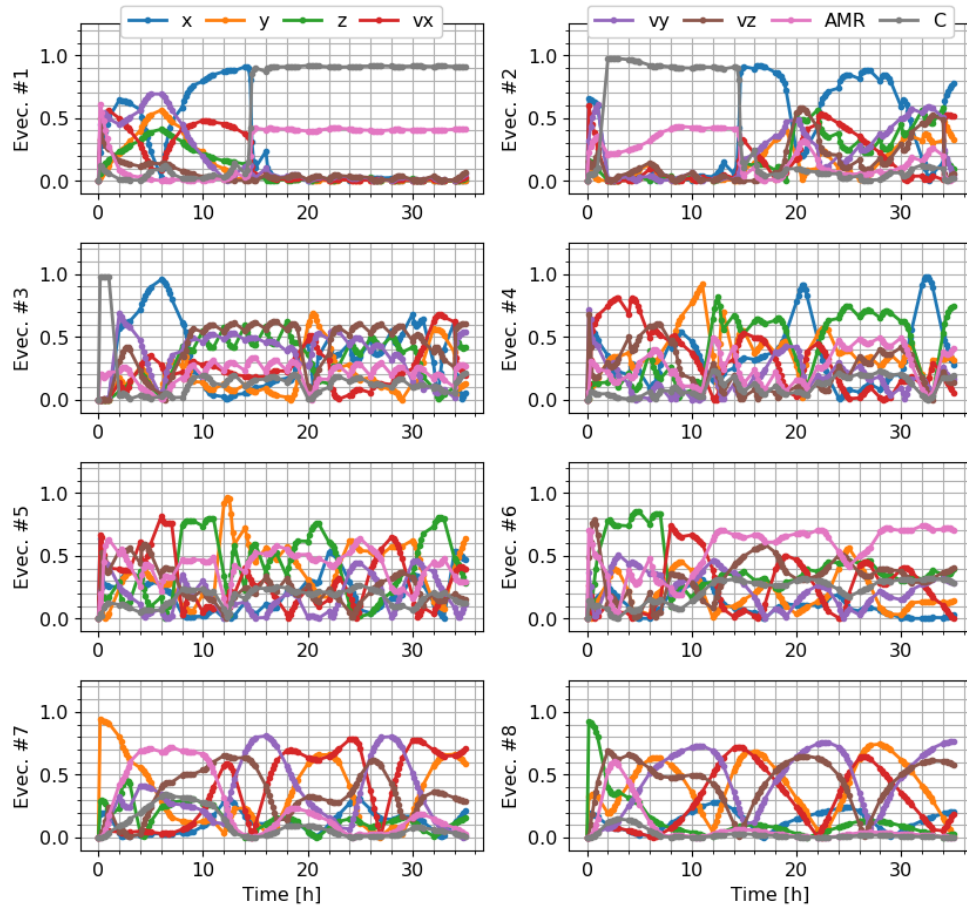 x y z vx
vy vz AMR C
Evec. #1
1.0
0.5
0.0
0 10 20 30
Evec. #2
1.0
0.5
0.0
0 10 20 30
Evec. #3
1.0
0.5
0.0
0 10 20 30
Evec. #4
1.0
0.5
0.0
0 10 20 30
Evec. #5
1.0
0.5
0.0
0 10 20 30
Evec. #6
1.0
0.5
0.0
0 10 20 30
Evec. #7
1.0
0.5
0.0
0 10 20 30
Time [h]
Evec. #8
1.0
0.5
0.0
0 10 20 30
Time [h]